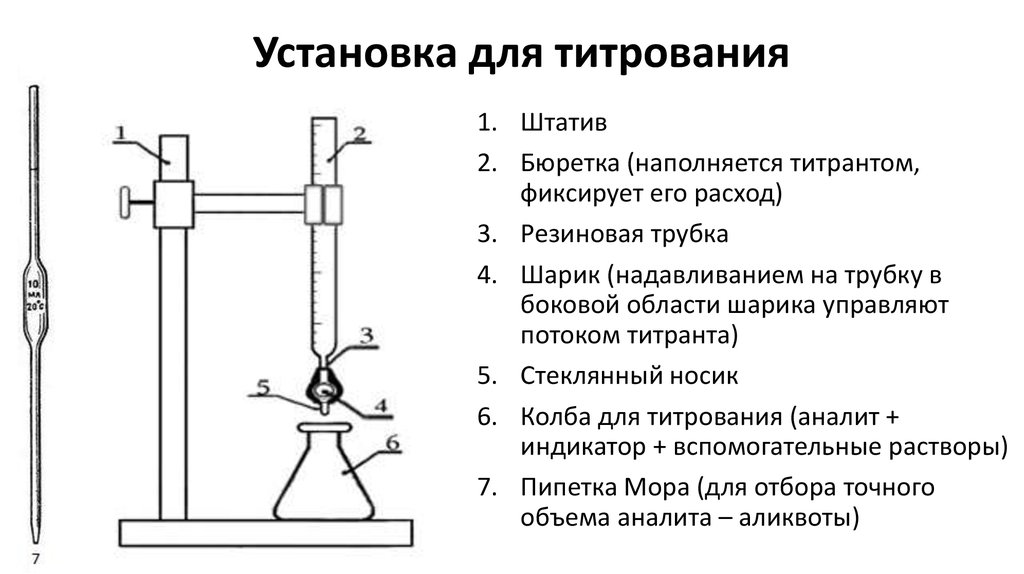 Установка для титрования
1. Штатив
2. Бюретка (наполняется титрантом,
фиксирует его расход)
3. Резиновая трубка
4. Шарик (надавливанием на трубку в
боковой области шарика управляют
потоком титранта)
5. Стеклянный носик
6. Колба для титрования (аналит +
индикатор + вспомогательные растворы)
7. Пипетка Мора (для отбора точного
объема аналита – аликвоты)
1
2
3
4
5
6
10
мл
20°C
7